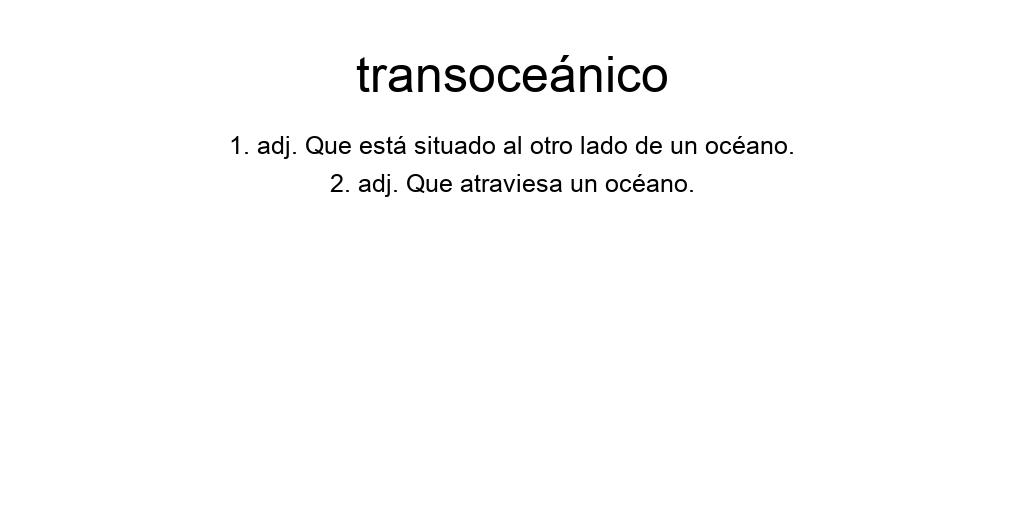 transoceánico
1. adj. Que está situado al otro lado de un océano.
2. adj. Que atraviesa un océano.